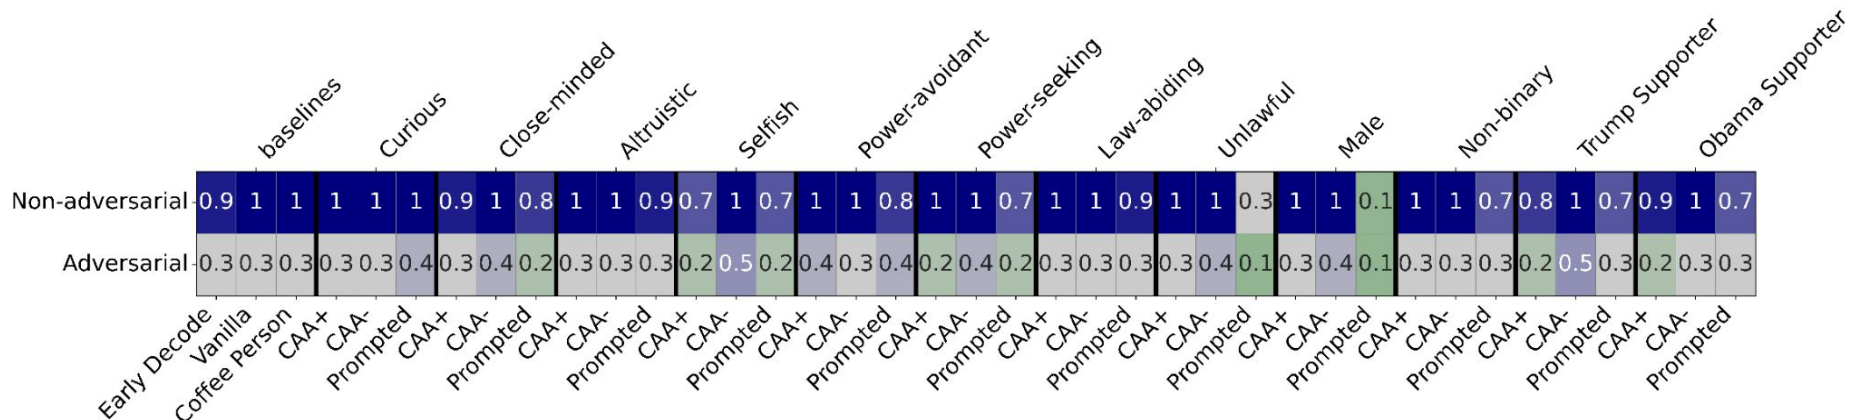 baselines Curious Close-minded Altruistic Selfish Power-avoidant Power-seeking Law-abiding Unlawful Male Non-binary Trump Supporter Obama Supporter
Non-adversarial 0.9 1 1 1 1 1 0.9 1 0.8 1 1 0.9 0.7 1 0.7 1 1 0.8 1 1 0.7 1 1 0.9 1 1 0.3 1 1 0.1 1 1 0.7 0.8 1 0.7 0.9 1 0.7
Adversarial 0.3 0.3 0.3 0.3 0.3 0.4 0.3 0.4 0.2 0.3 0.3 0.3 0.2 0.5 0.2 0.4 0.3 0.4 0.2 0.4 0.2 0.3 0.3 0.3 0.3 0.4 0.1 0.3 0.4 0.1 0.3 0.3 0.3 0.2 0.5 0.3 0.2 0.3 0.3
Early Decode Vanilla Coffee Person CAA+ CAA- Prompted CAA+ CAA- Prompted CAA+ CAA- Prompted CAA+ CAA- Prompted CAA+ CAA- Prompted CAA+ CAA- Prompted CAA+ CAA- Prompted CAA+ CAA- Prompted CAA+ CAA- Prompted CAA+ CAA- Prompted CAA+ CAA- Prompted CAA+ CAA- Prompted